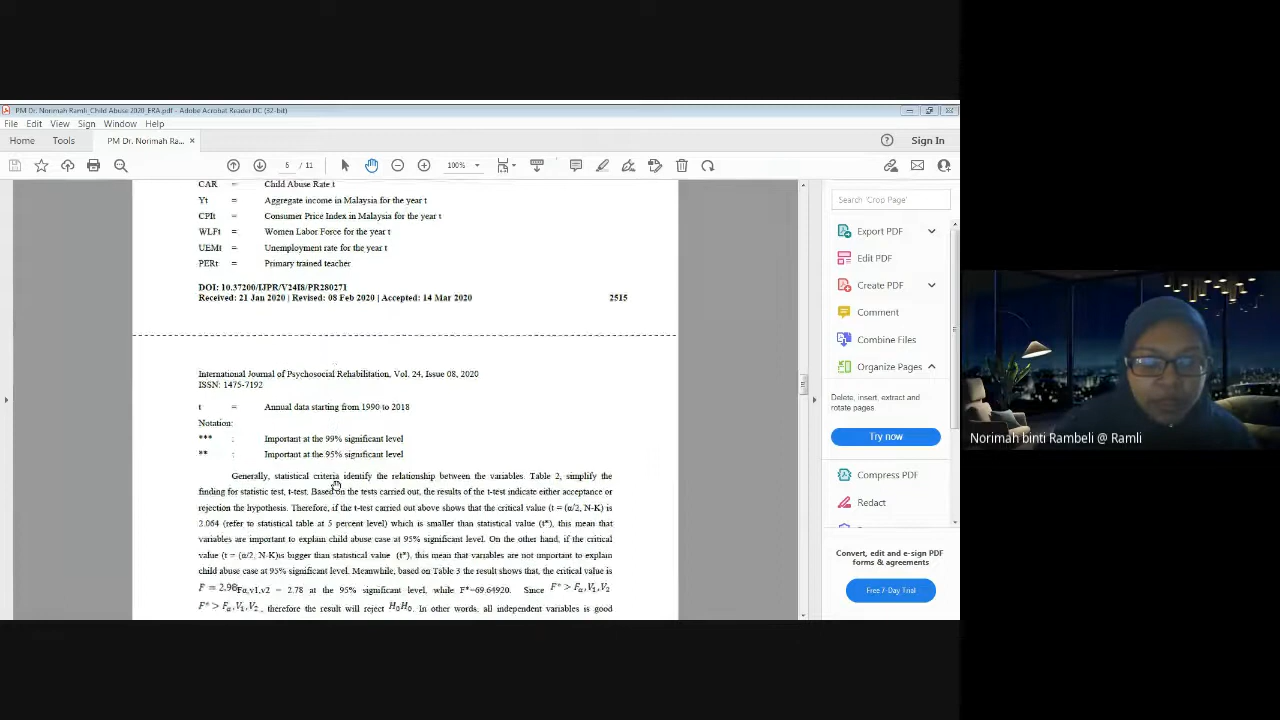 PM Dr. Norimah Ramli_Child Abuse 2020_ERA.pdf - Adobe Acrobat Reader DC (32-bit)
File Edit View Sign Window Help
Home Tools PM Dr. Norimah Ra... × Sign In
6 / 11 100%
CAR = Child Abuse Rate t
Yt = Aggregate income in Malaysia for the year t
CPIt = Consumer Price Index in Malaysia for the year t
WLFt = Women Labor Force for the year t
UEMt = Unemployment rate for the year t
PERt = Primary trained teacher
DOI: 10.37200/IJPR/V24I8/PR280271
Received: 21 Jan 2020 | Revised: 08 Feb 2020 | Accepted: 14 Mar 2020 2515
International Journal of Psychosocial Rehabilitation, Vol. 24, Issue 08, 2020
ISSN: 1475-7192
t = Annual data starting from 1990 to 2018
Notation:
*** : Important at the 99% significant level
** : Important at the 95% significant level
Generally, statistical criteria identify the relationship between the variables. Table 2, simplify the
finding for statistic test, t-test. Based on the tests carried out, the results of the t-test indicate either acceptance or
rejection the hypothesis. Therefore, if the t-test carried out above shows that the critical value (t = (α/2, N-K) is
2.064 (refer to statistical table at 5 percent level) which is smaller than statistical value (t*), this mean that
variables are important to explain child abuse case at 95% significant level. On the other hand, if the critical
value (t = (α/2, N-K)is bigger than statistical value (t*), this mean that variables are not important to explain
child abuse case at 95% significant level. Meanwhile, based on Table 3 the result shows that, the critical value is
F = 2.98Fα,v1,v2 = 2.78 at the 95% significant level, while F*=69.64920. Since F* > Fα,V1,V2
F* > Fα,V1,V2 , therefore the result will reject H0H0. In other words, all independent variables is good
Search 'Crop Page'
Export PDF
Edit PDF
Create PDF
Comment
Combine Files
Organize Pages
Delete, insert, extract and
rotate pages.
Try now
Compress PDF
Redact
Convert, edit and e-sign PDF
forms & agreements
Free 7-Day Trial
Norimah binti Rambeli @ Ramli